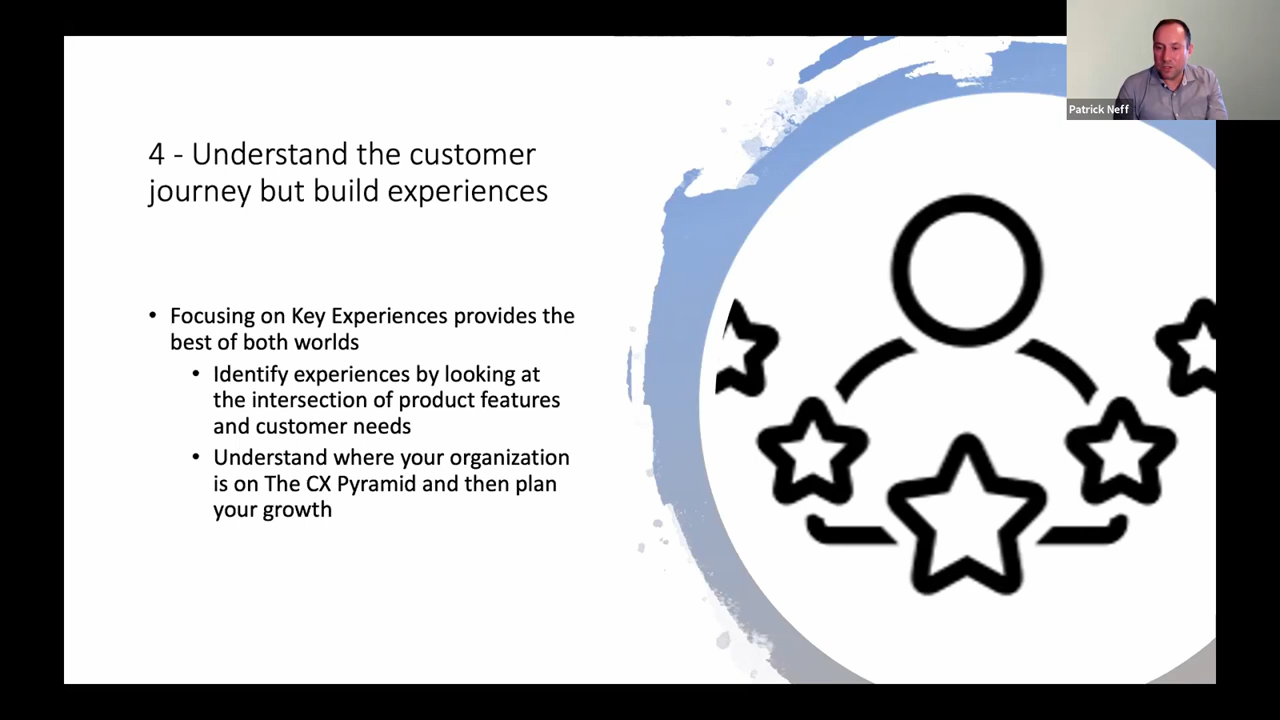 4 - Understand the customer
journey but build experiences
• Focusing on Key Experiences provides the
best of both worlds
• Identify experiences by looking at
the intersection of product features
and customer needs
• Understand where your organization
is on The CX Pyramid and then plan
your growth
Patrick Neff